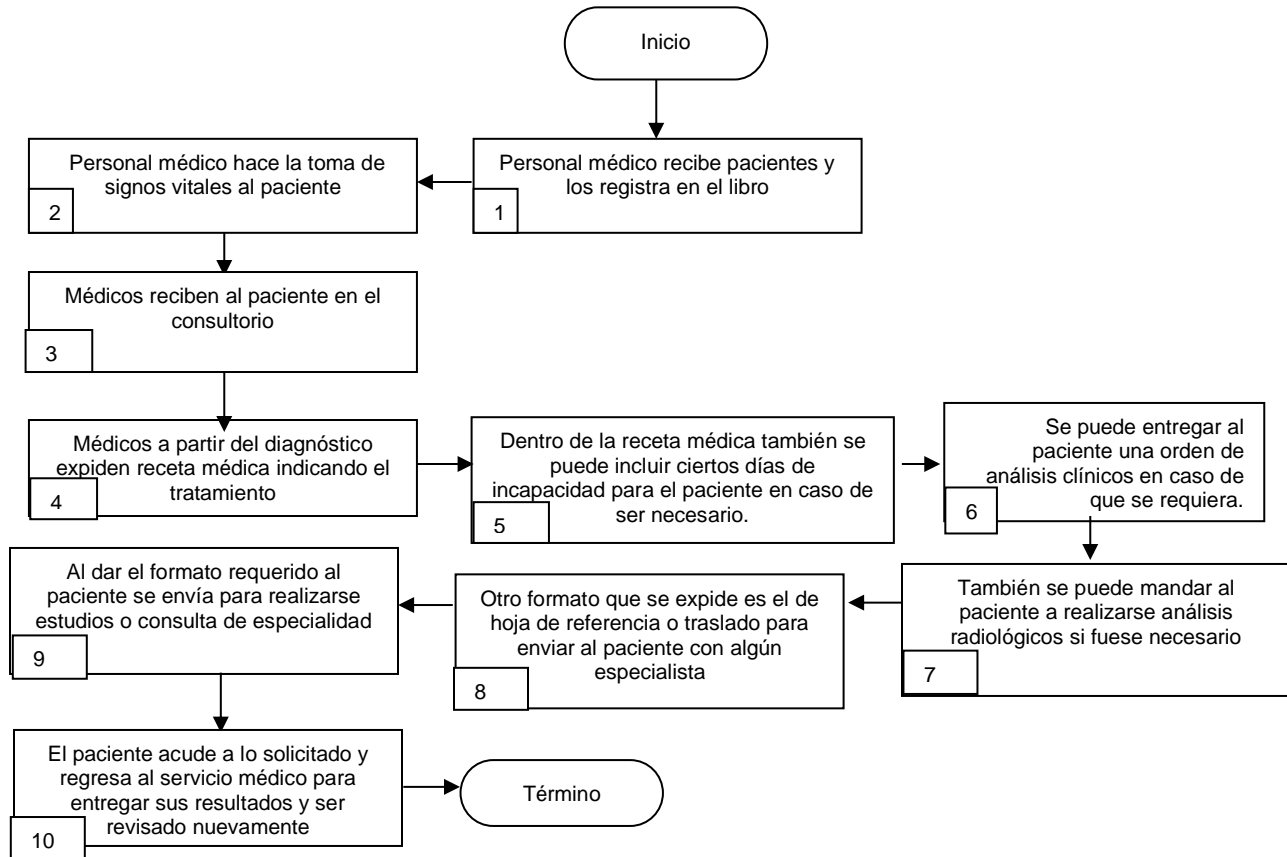 Inicio
Personal médico recibe pacientes y
los registra en el libro
1
Personal médico hace la toma de
signos vitales al paciente
2
Médicos reciben al paciente en el
consultorio
3
Médicos a partir del diagnóstico
expiden receta médica indicando el
tratamiento
4
Dentro de la receta médica también se
puede incluir ciertos días de
incapacidad para el paciente en caso de
ser necesario.
5
Se puede entregar al
paciente una orden de
análisis clínicos en caso de
que se requiera.
6
También se puede mandar al
paciente a realizarse análisis
radiológicos si fuese necesario
7
Otro formato que se expide es el de
hoja de referencia o traslado para
enviar al paciente con algún
especialista
8
Al dar el formato requerido al
paciente se envía para realizarse
estudios o consulta de especialidad
9
El paciente acude a lo solicitado y
regresa al servicio médico para
entregar sus resultados y ser
revisado nuevamente
10
Término